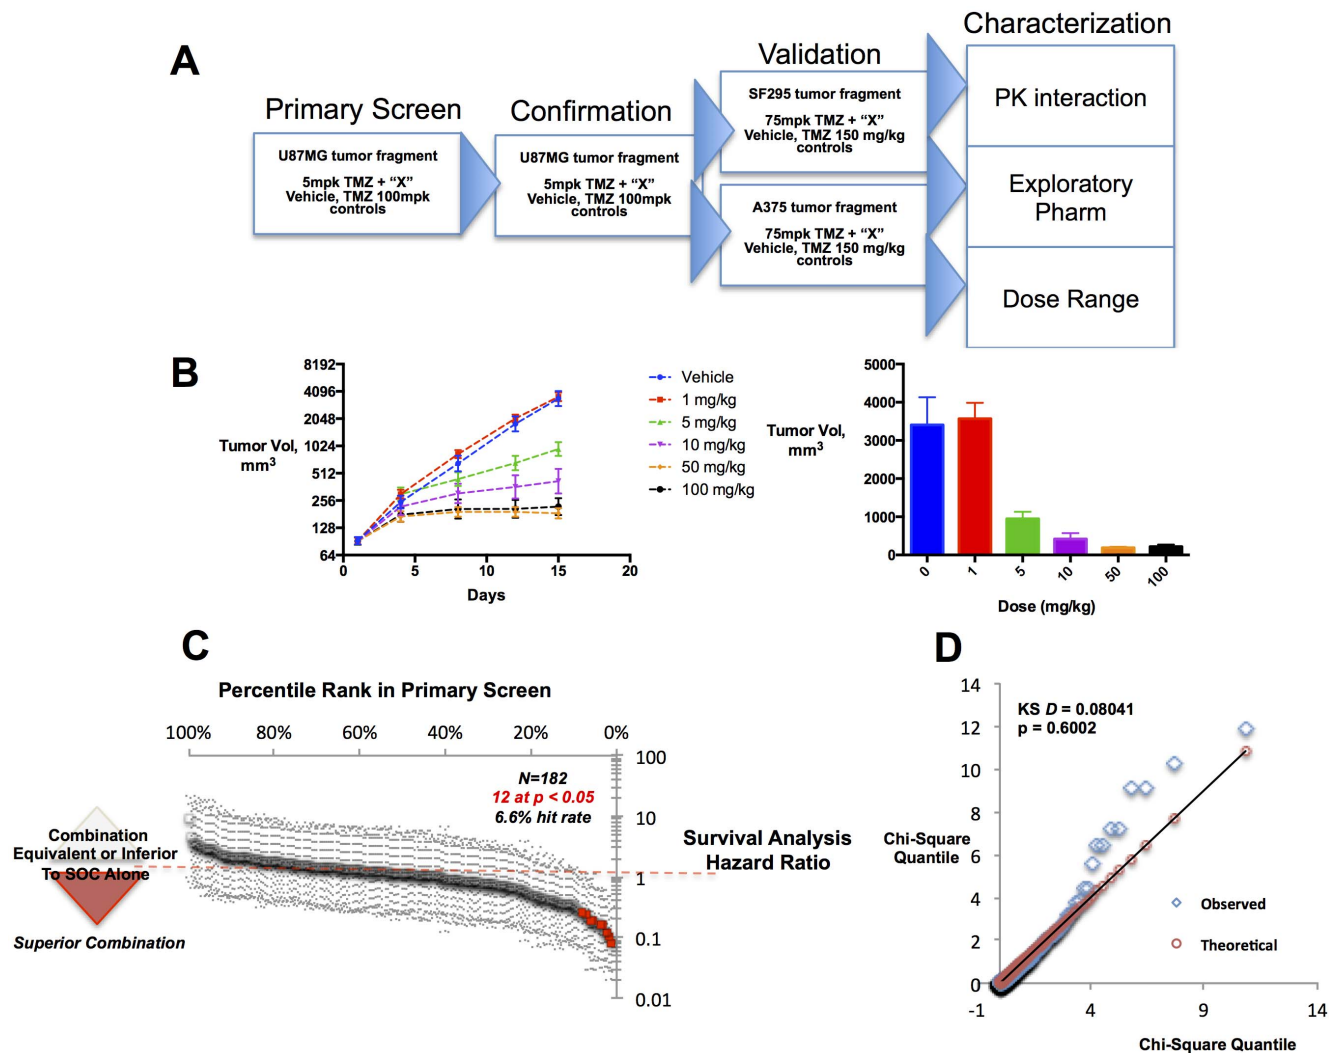 A
Primary Screen
U87MG tumor fragment
5mpk TMZ + “X”
Vehicle, TMZ 100mpk
controls
Confirmation
U87MG tumor fragment
5mpk TMZ + “X”
Vehicle, TMZ 100mpk
controls
Validation
SF295 tumor fragment
75mpk TMZ + “X”
Vehicle, TMZ 150 mg/kg
controls
A375 tumor fragment
75mpk TMZ + “X”
Vehicle, TMZ 150 mg/kg
controls
Characterization
PK interaction
Exploratory
Pharm
Dose Range
B
Tumor Vol,
mm3
8192
4096
2048
1024
512
256
128
64
0
5
10
15
20
Days
Vehicle
1 mg/kg
5 mg/kg
10 mg/kg
50 mg/kg
100 mg/kg
Tumor Vol,
mm3
5000
4000
3000
2000
1000
0
0
1
5
10
50
100
Dose (mg/kg)
C
Percentile Rank in Primary Screen
100%
80%
60%
40%
20%
0%
N=182
12 at p < 0.05
6.6% hit rate
100
10
1
0.1
0.01
Survival Analysis
Hazard Ratio
Combination
Equivalent or Inferior
To SOC Alone
Superior Combination
D
KS D = 0.08041
p = 0.6002
Chi-Square
Quantile
14
12
10
8
6
4
2
0
-1
4
9
14
Observed
Theoretical
Chi-Square Quantile